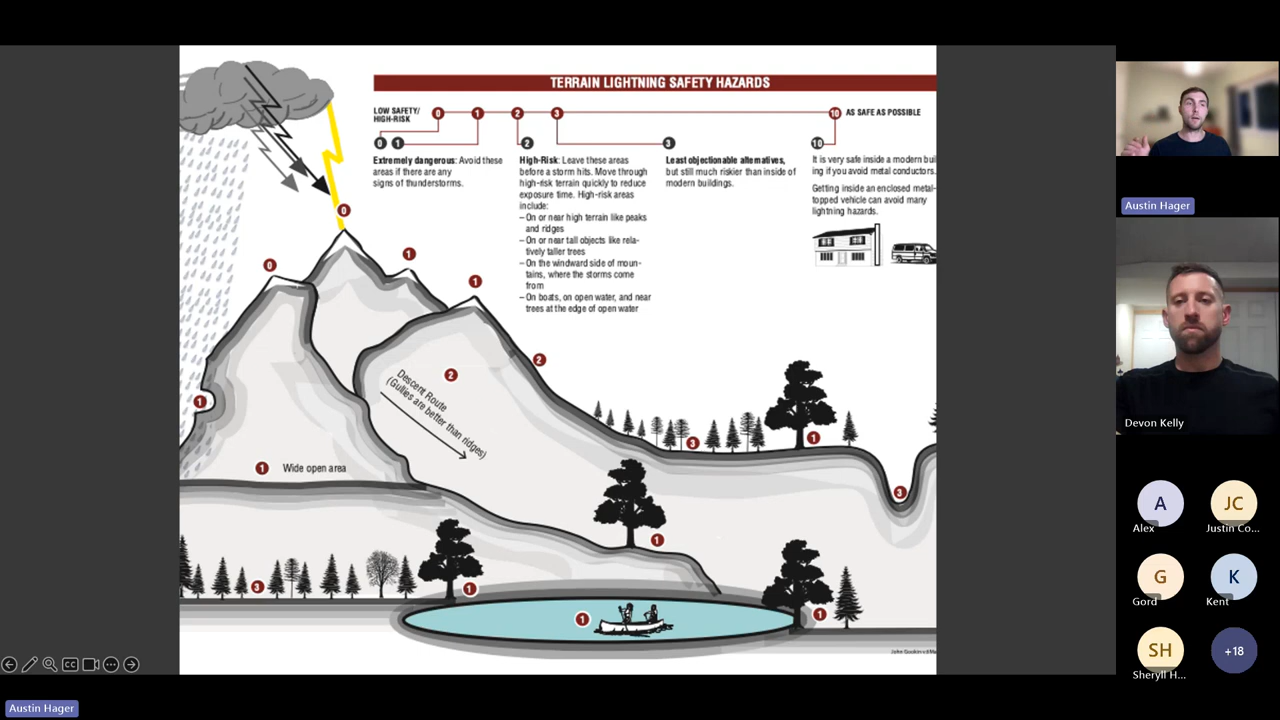 TERRAIN LIGHTNING SAFETY HAZARDS
LOW SAFETY/
HIGH-RISK
0
1
2
3
10
AS SAFE AS POSSIBLE
0
1
2
3
10
Extremely dangerous: Avoid these
areas if there are any
signs of thunderstorms.
High-Risk: Leave these areas
before a storm hits. Move through
high-risk terrain quickly to reduce
exposure time. High-risk areas
include:
– On or near high terrain like peaks
and ridges
– On or near tall objects like rela-
tively taller trees
– On the windward side of moun-
tains, where the storms come
from
– On boats, on open water, and near
trees at the edge of open water
Least objectionable alternatives,
but still much riskier than inside of
modern buildings.
It is very safe inside a modern buil
ing if you avoid metal conductors.
Getting inside an enclosed metal-
topped vehicle can avoid many
lightning hazards.
0
0
1
1
2
2
1
Descent Route
(Gullies are better than ridges)
3
1
1
Wide open area
3
1
3
1
1
1
Austin Hager
Devon Kelly
A
JC
Alex
Justin Co...
G
K
Gord
Kent
SH
+18
Sheryll H...
CC
Austin Hager